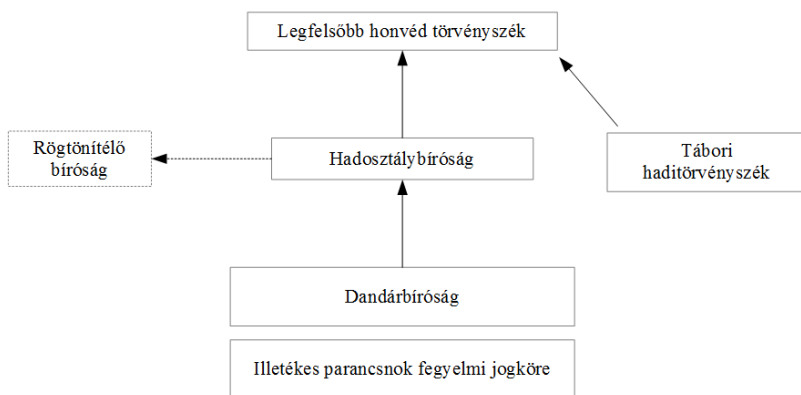 Legfelsőbb honvéd törvényszék
Rögtönítélő
bíróság
Hadosztálybíróság
Tábori
haditörvényszék
Dandárbíróság
Illetékes parancsnok fegyelmi jogköre